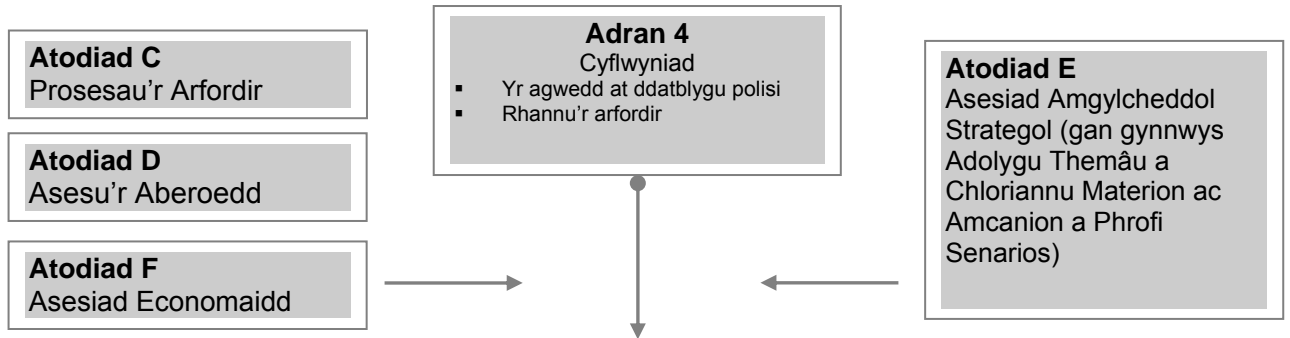 Atodiad C
Prosesau'r Arfordir
Atodiad D
Asesu'r Aberoedd
Atodiad F
Asesiad Economaidd
Adran 4
Cyflwyniad
▪ Yr agwedd at ddatblygu polisi
▪ Rhannu'r arfordir
Atodiad E
Asesiad Amgylcheddol
Strategol (gan gynnwys
Adolygu Themâu a
Chloriannu Materion ac
Amcanion a Phrofi
Senarios)